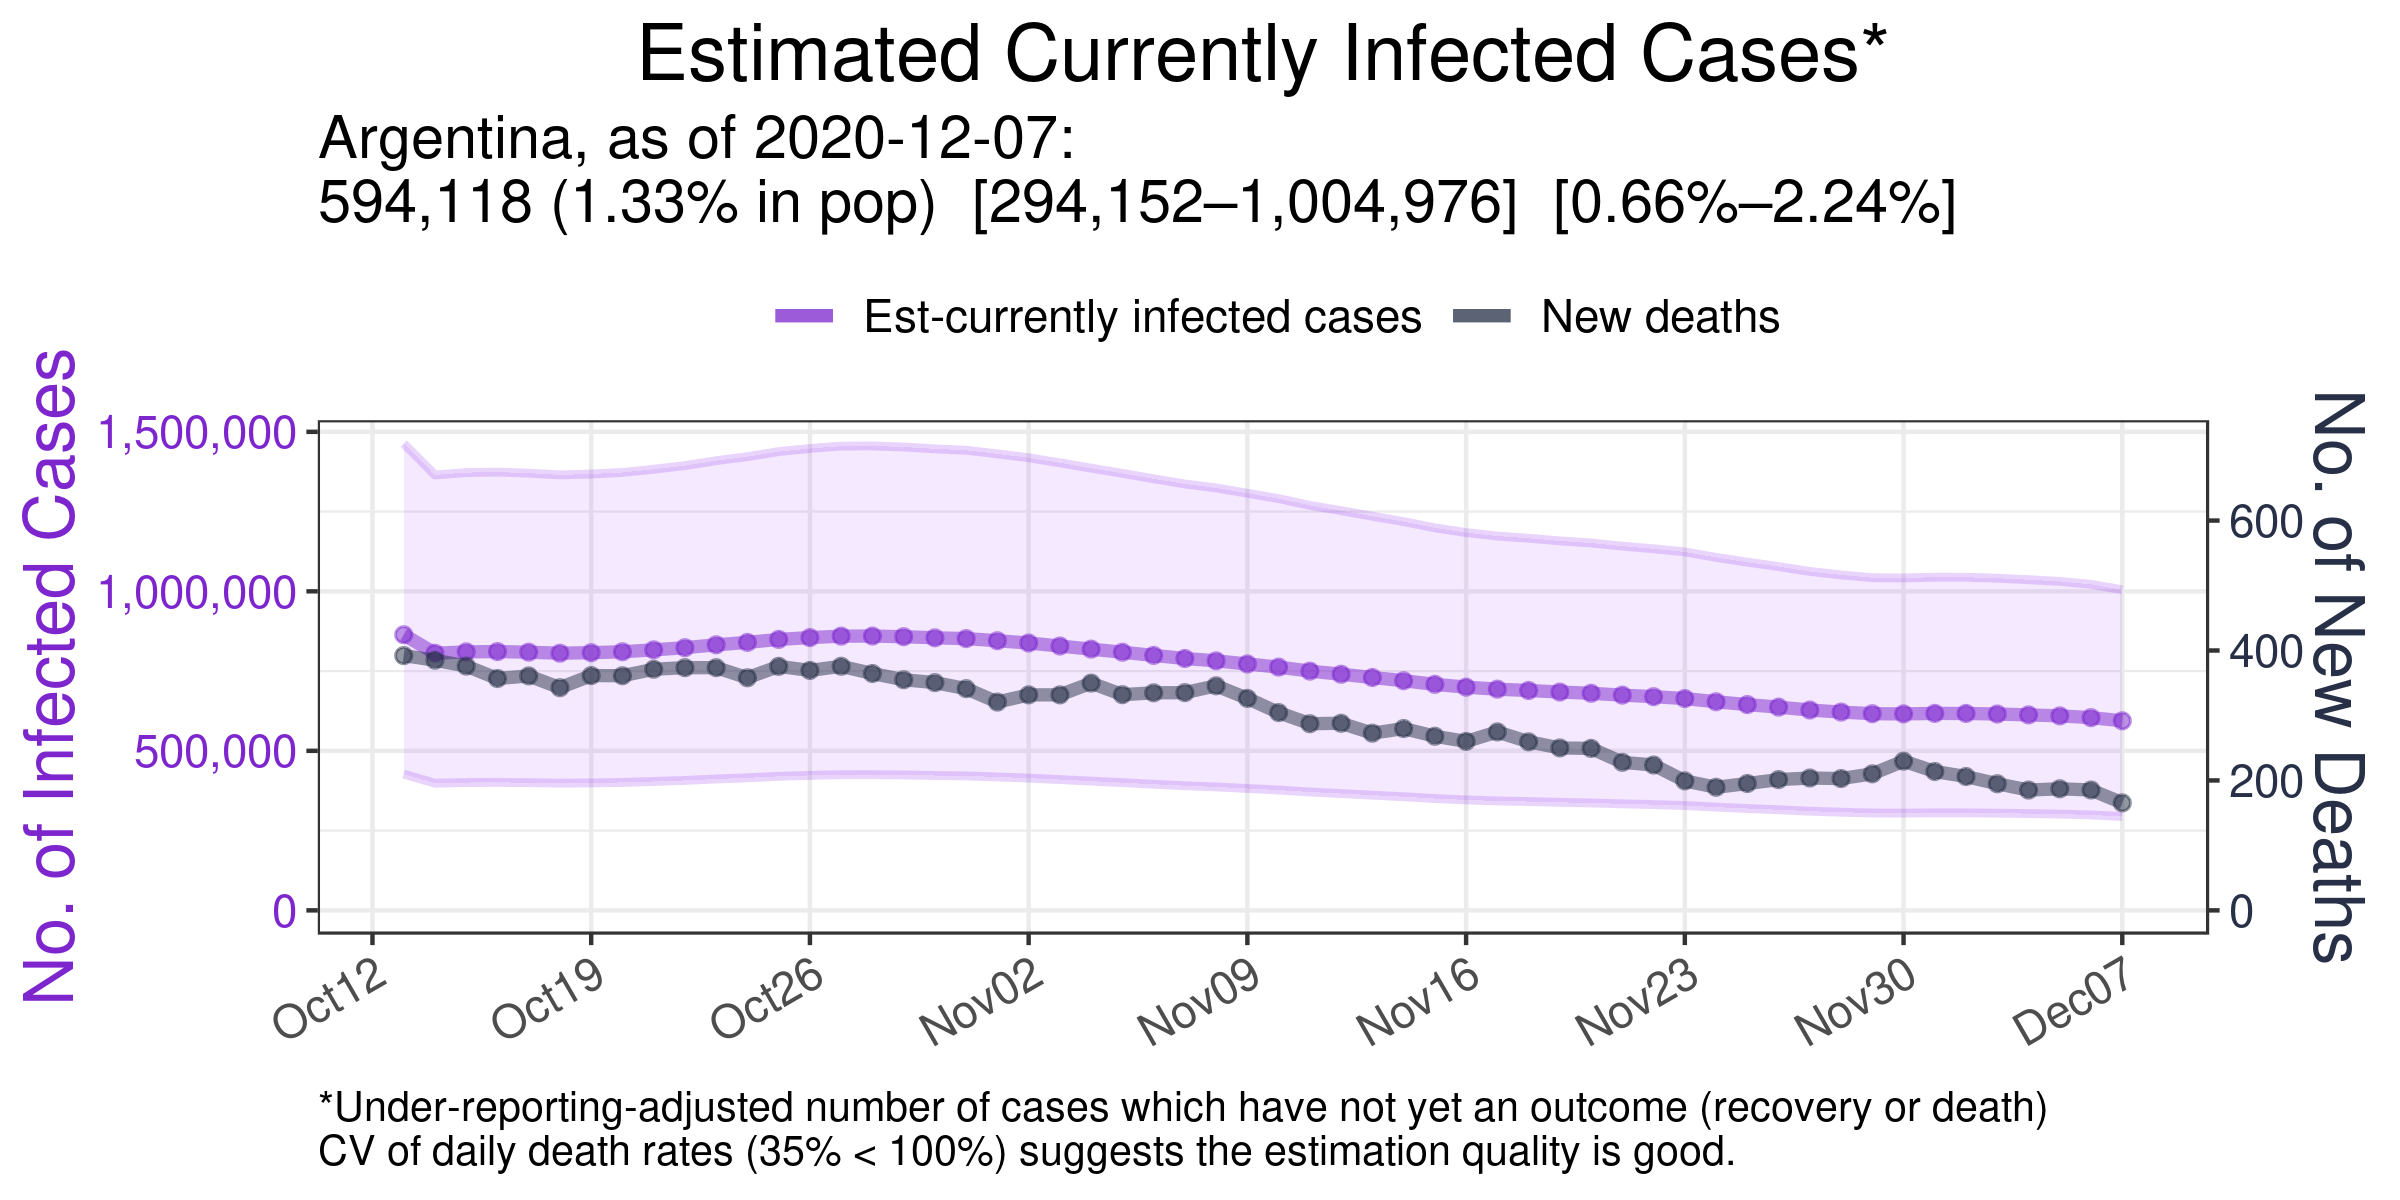 Estimated Currently Infected Cases*
Argentina, as of 2020-12-07:
594,118 (1.33% in pop)  [294,152–1,004,976]  [0.66%–2.24%]
Est-currently infected cases
New deaths
No. of Infected Cases
1,500,000
1,000,000
500,000
0
600
400
200
0
No. of New Deaths
Oct12
Oct19
Oct26
Nov02
Nov09
Nov16
Nov23
Nov30
Dec07
*Under-reporting-adjusted number of cases which have not yet an outcome (recovery or death)
CV of daily death rates (35% < 100%) suggests the estimation quality is good.